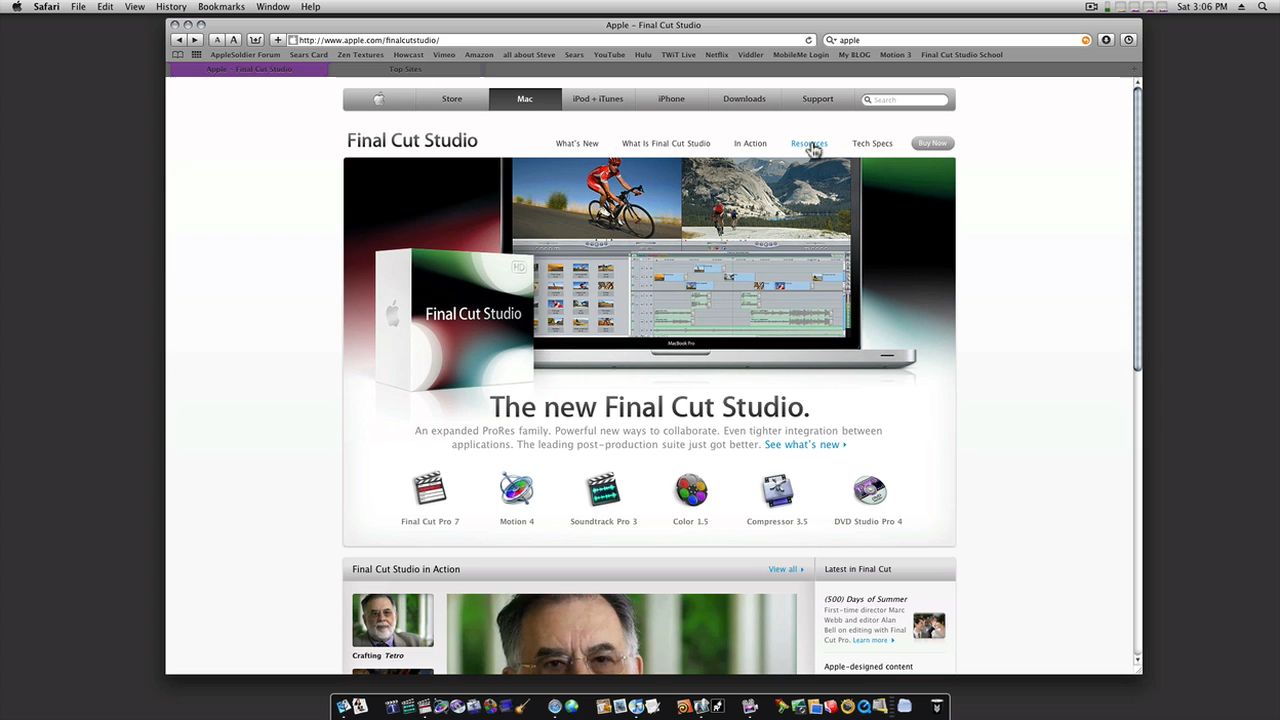 Safari File Edit View History Bookmarks Window Help
Sat 3:06 PM
Apple – Final Cut Studio
A A
http://www.apple.com/finalcutstudio/
apple
AppleSoldier Forum Sears Card Zen Textures Howcast Vimeo Amazon all about Steve Sears YouTube Hulu TWiT Live Netflix Viddler MobileMe Login My BLOG Motion 3 Final Cut Studio School
Apple – Final Cut Studio
Top Sites
Store Mac iPod + iTunes iPhone Downloads Support Search
Final Cut Studio
What's New What Is Final Cut Studio In Action Resources Tech Specs Buy Now
HD
Final Cut Studio
MacBook Pro
The new Final Cut Studio.
An expanded ProRes family. Powerful new ways to collaborate. Even tighter integration between
applications. The leading post-production suite just got better. See what's new
Final Cut Pro 7 Motion 4 Soundtrack Pro 3 Color 1.5 Compressor 3.5 DVD Studio Pro 4
Final Cut Studio in Action View all
Crafting Tetro
Latest in Final Cut
(500) Days of Summer
First-time director Marc
Webb and editor Alan
Bell on editing with Final
Cut Pro. Learn more
Apple-designed content